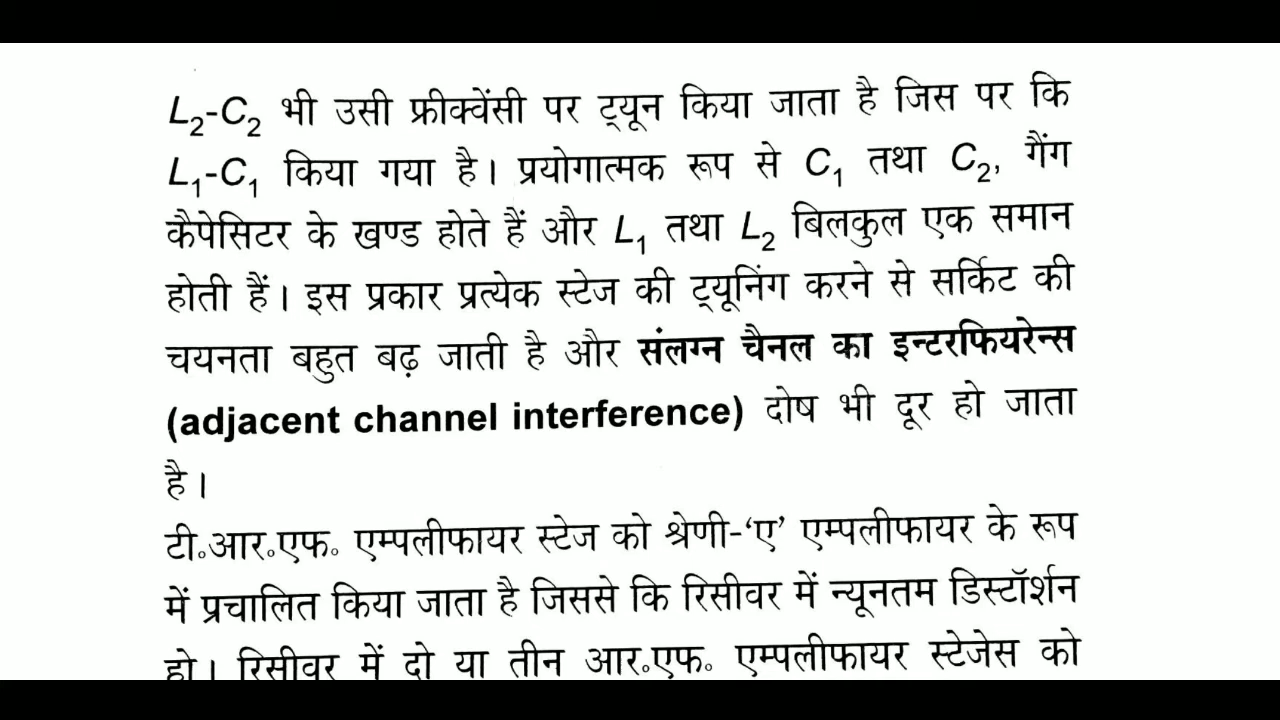 L₂-C₂ भी उसी फ्रीक्वेंसी पर ट्यून किया जाता है जिस पर कि
L₁-C₁ किया गया है। प्रयोगात्मक रूप से C₁ तथा C₂, गैंग
कैपेसिटर के खण्ड होते हैं और L₁ तथा L₂ बिलकुल एक समान
होती हैं। इस प्रकार प्रत्येक स्टेज की ट्यूनिंग करने से सर्किट की
चयनता बहुत बढ़ जाती है और संलग्न चैनल का इन्टरफियरेन्स
(adjacent channel interference) दोष भी दूर हो जाता
है।
टी॰आर॰एफ॰ एम्पलीफायर स्टेज को श्रेणी-‘ए’ एम्पलीफायर के रूप
में प्रचालित किया जाता है जिससे कि रिसीवर में न्यूनतम डिस्टॉर्शन
हो। रिसीवर में दो या तीन आर॰एफ॰ एम्पलीफायर स्टेजेस को